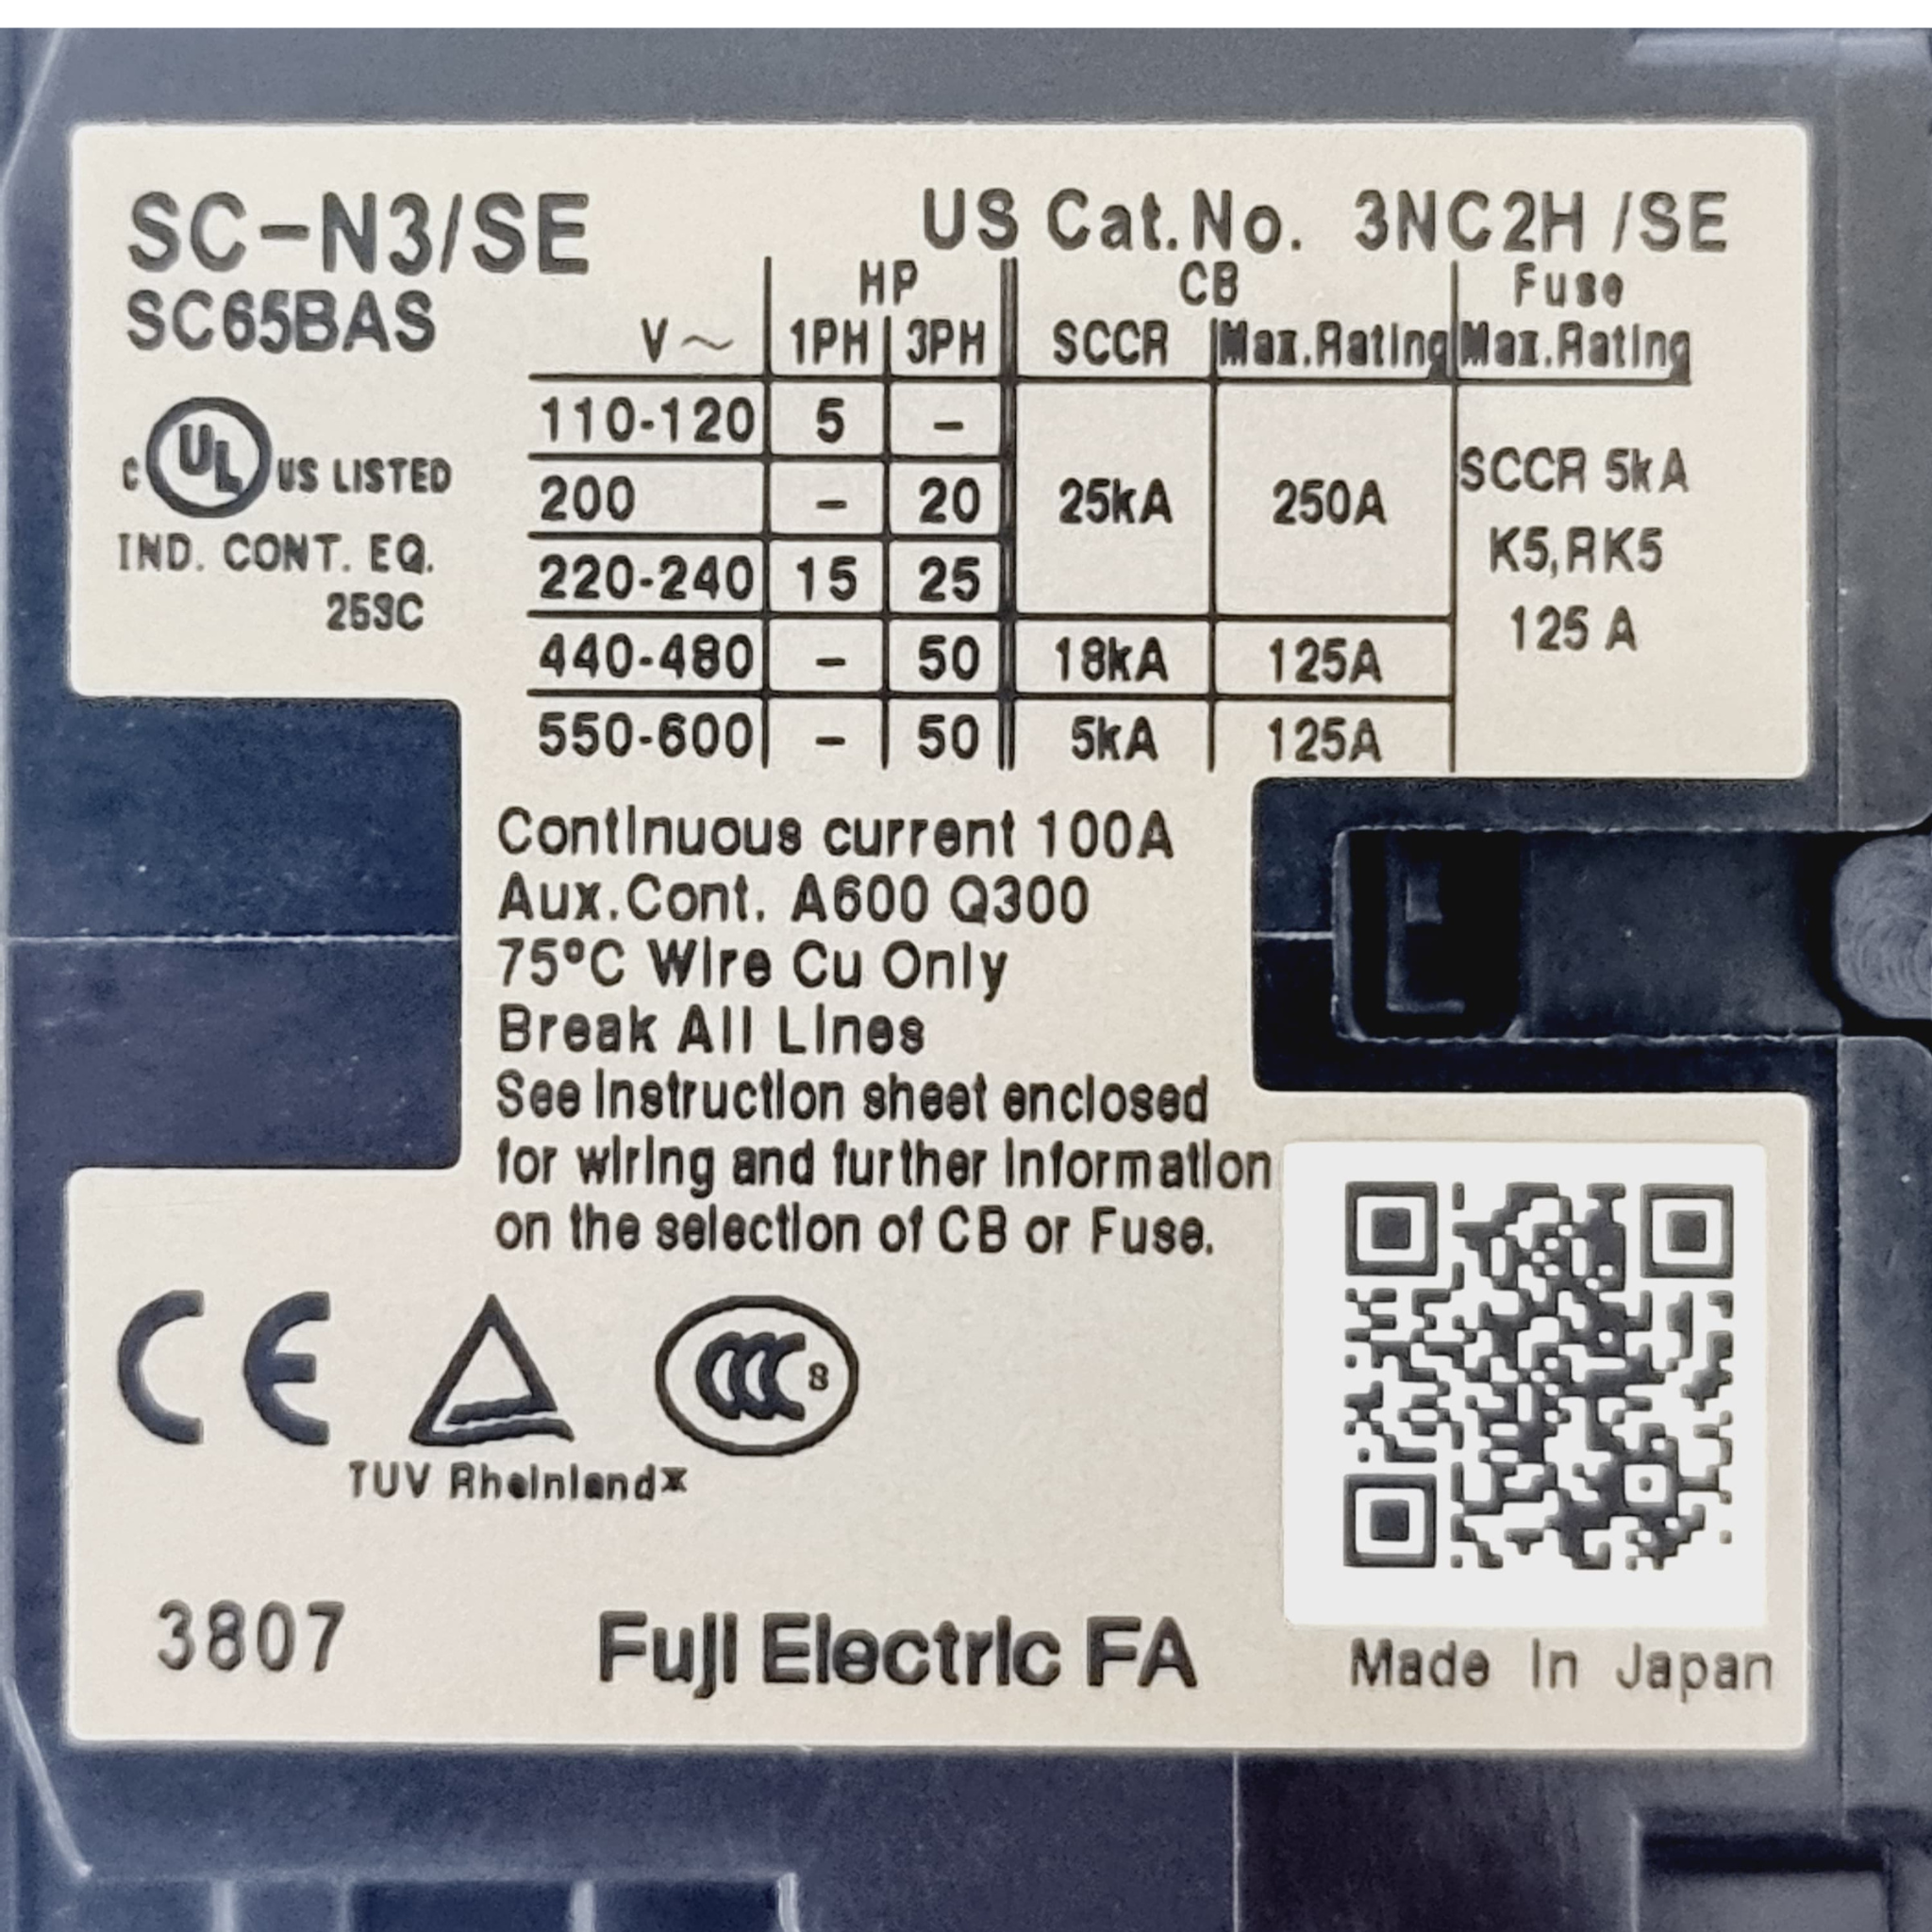 SC-N3/SE US Cat.No. 3NC2H /SE
SC65BAS
HP CB Fuse
V~ 1PH 3PH SCCR Max.Rating Max.Rating
110-120 5 -
200 - 20 25kA 250A
220-240 15 25
440-480 - 50 18kA 125A
550-600 - 50 5kA 125A
SCCR 5kA
K5,RK5
125 A
C UL US LISTED
IND. CONT. EQ.
253C
Continuous current 100A
Aux.Cont. A600 Q300
75°C Wire Cu Only
Break All Lines
See instruction sheet enclosed
for wiring and further information
on the selection of CB or Fuse.
CE
CCC S
TUV Rheinland*
3807
Fuji Electric FA
Made in Japan